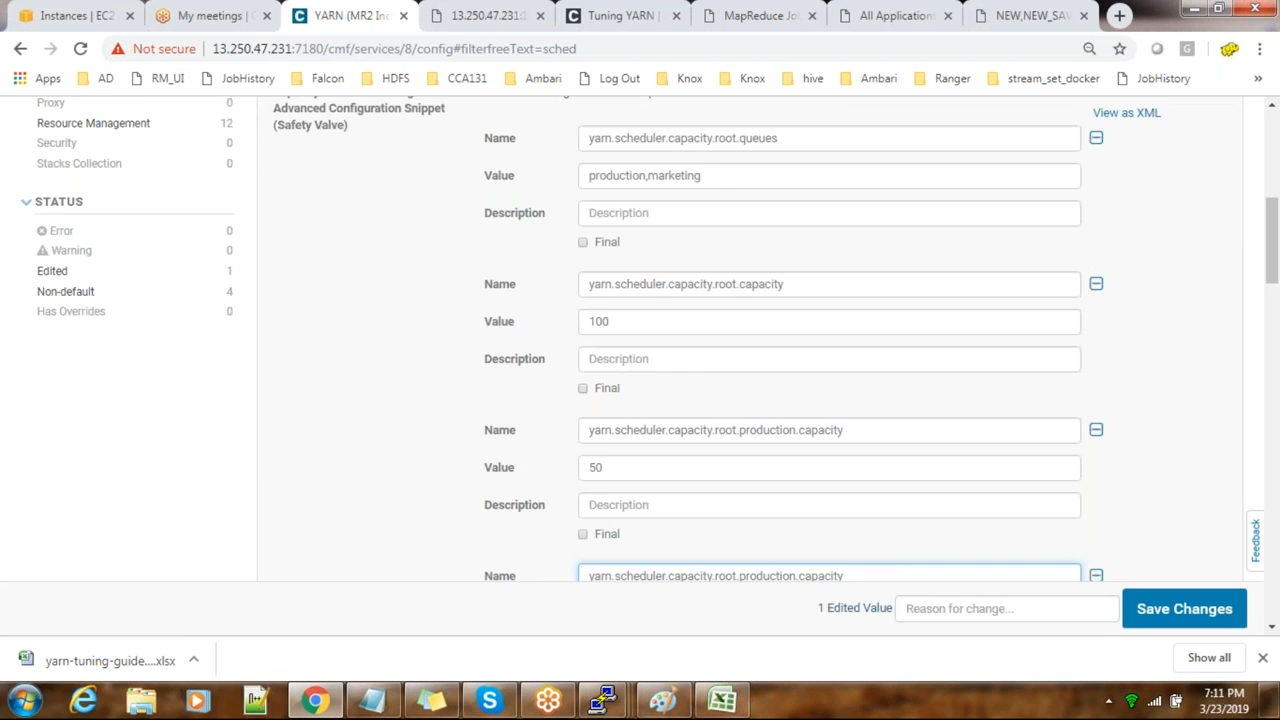 Instances | EC2
My meetings | 
YARN (MR2 Inc
13.250.47.231:1
Tuning YARN |
MapReduce Jo
All Application
NEW,NEW_SAV
Not secure
13.250.47.231:7180/cmf/services/8/config#filterfreeText=sched
Apps
AD
RM_UI
JobHistory
Falcon
HDFS
CCA131
Ambari
Log Out
Knox
Knox
hive
Ambari
Ranger
stream_set_docker
JobHistory
»
Proxy 0
Resource Management 12
Security 0
Stacks Collection 0
STATUS
Error 0
Warning 0
Edited 1
Non-default 4
Has Overrides 0
Advanced Configuration Snippet
(Safety Valve)
View as XML
Name yarn.scheduler.capacity.root.queues
Value production,marketing
Description Description
Final
Name yarn.scheduler.capacity.root.capacity
Value 100
Description Description
Final
Name yarn.scheduler.capacity.root.production.capacity
Value 50
Description Description
Final
Name yarn.scheduler.capacity.root.production.capacity
Feedback
1 Edited Value Reason for change... Save Changes
yarn-tuning-guide....xlsx
Show all
7:11 PM
3/23/2019